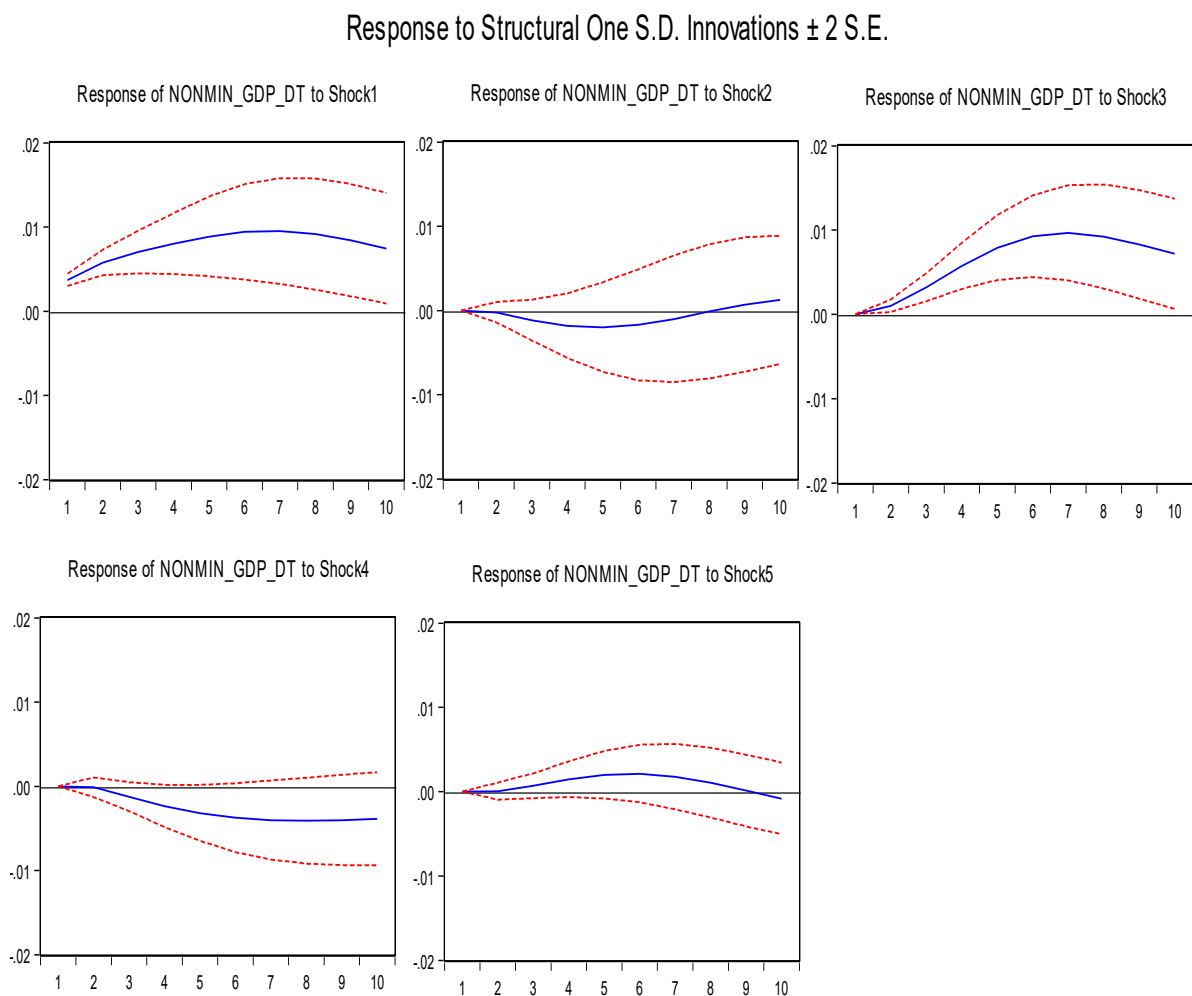 Response to Structural One S.D. Innovations ± 2 S.E.
Response of NONMIN_GDP_DT to Shock1
.02
.01
.00
-.01
-.02
1 2 3 4 5 6 7 8 9 10
Response of NONMIN_GDP_DT to Shock2
.02
.01
.00
-.01
-.02
1 2 3 4 5 6 7 8 9 10
Response of NONMIN_GDP_DT to Shock3
.02
.01
.00
-.01
-.02
1 2 3 4 5 6 7 8 9 10
Response of NONMIN_GDP_DT to Shock4
.02
.01
.00
-.01
-.02
1 2 3 4 5 6 7 8 9 10
Response of NONMIN_GDP_DT to Shock5
.02
.01
.00
-.01
-.02
1 2 3 4 5 6 7 8 9 10